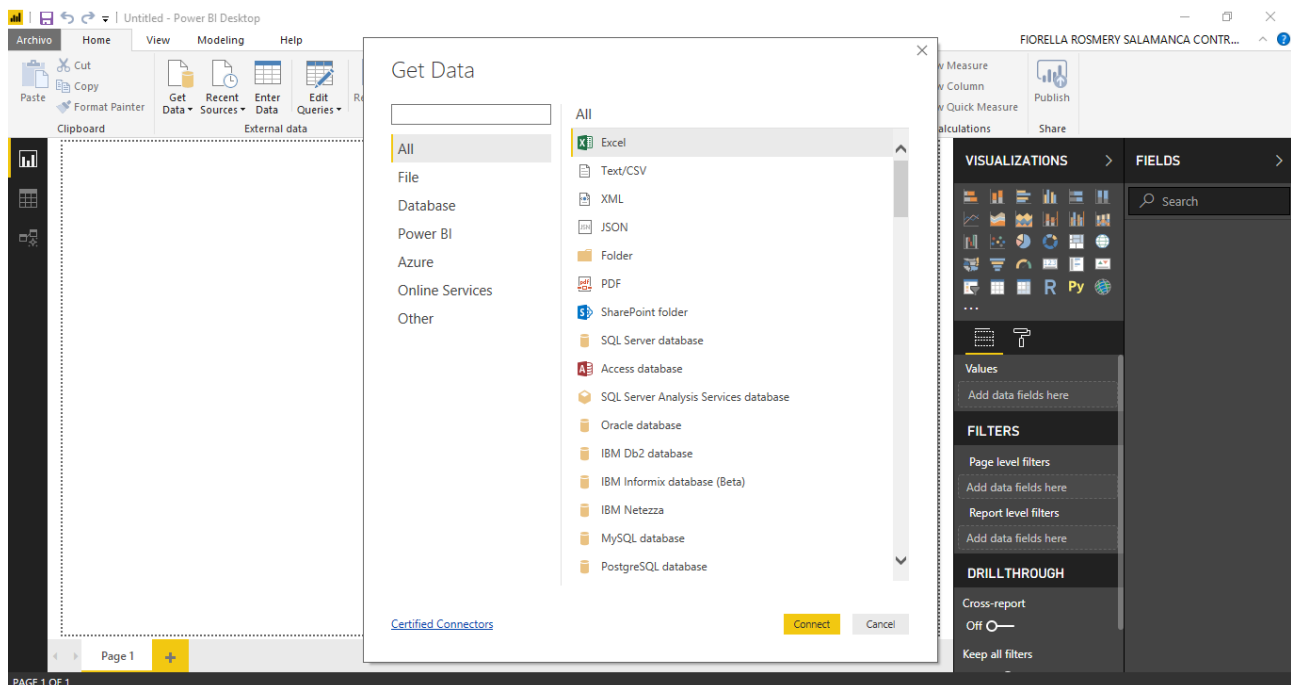 Untitled - Power BI Desktop
Archivo Home View Modeling Help
FIORELLA ROSMERY SALAMANCA CONTR...
Paste
Cut
Copy
Format Painter
Clipboard
Get Data
Recent Sources
Enter Data
Edit Queries
Re
External data
w Measure
w Column
w Quick Measure
alculations
Publish
Share
Get Data
All
File
Database
Power BI
Azure
Online Services
Other
All
Excel
Text/CSV
XML
JSON
Folder
PDF
SharePoint folder
SQL Server database
Access database
SQL Server Analysis Services database
Oracle database
IBM Db2 database
IBM Informix database (Beta)
IBM Netezza
MySQL database
PostgreSQL database
Certified Connectors
Connect
Cancel
VISUALIZATIONS
R Py
...
Values
Add data fields here
FILTERS
Page level filters
Add data fields here
Report level filters
Add data fields here
DRILLTHROUGH
Cross-report
Off
Keep all filters
FIELDS
Search
Page 1
PAGE 1 OF 1